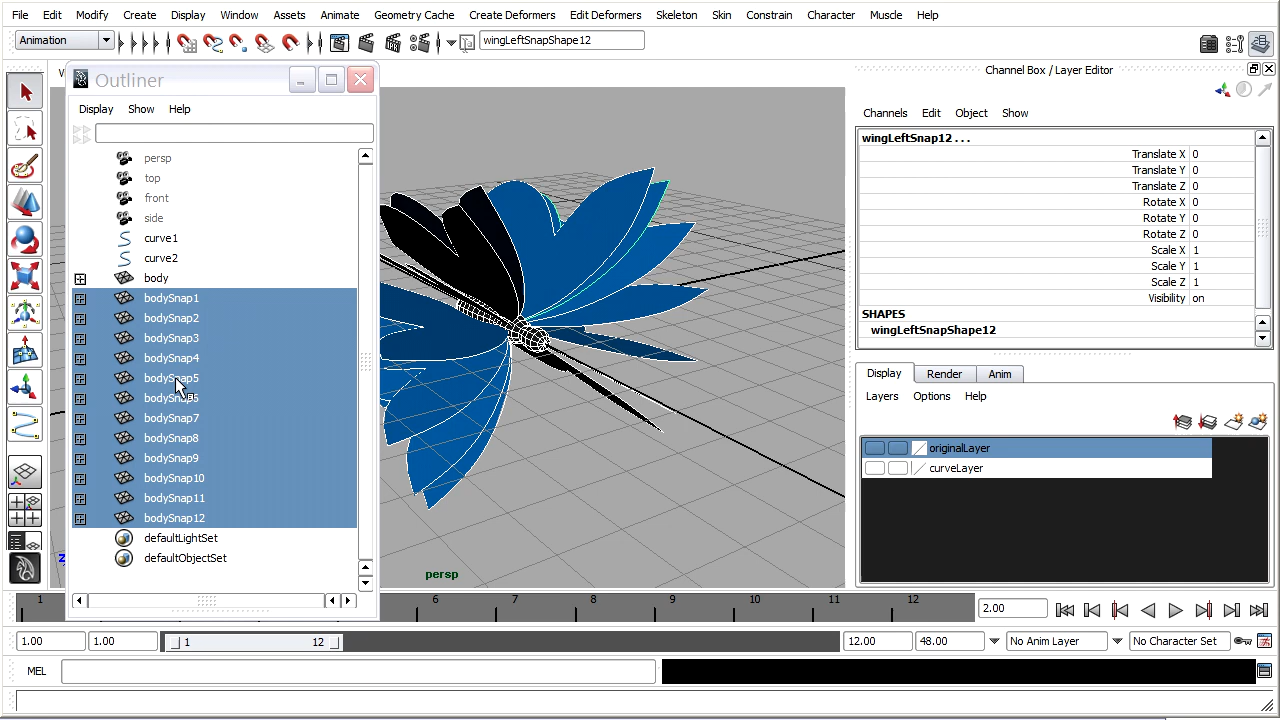 File Edit Modify Create Display Window Assets Animate Geometry Cache Create Deformers Edit Deformers Skeleton Skin Constrain Character Muscle Help
Animation
wingLeftSnapShape12
Outliner
Display Show Help
persp
top
front
side
curve1
curve2
body
bodySnap1
bodySnap2
bodySnap3
bodySnap4
bodySnap5
bodySnap6
bodySnap7
bodySnap8
bodySnap9
bodySnap10
bodySnap11
bodySnap12
defaultLightSet
defaultObjectSet
persp
Channel Box / Layer Editor
Channels Edit Object Show
wingLeftSnap12 . . .
Translate X 0
Translate Y 0
Translate Z 0
Rotate X 0
Rotate Y 0
Rotate Z 0
Scale X 1
Scale Y 1
Scale Z 1
Visibility on
SHAPES
wingLeftSnapShape12
Display Render Anim
Layers Options Help
originalLayer
curveLayer
1 6 7 8 9 10 11 12 2.00
1.00 1.00 1 12 12.00 48.00 No Anim Layer No Character Set
MEL